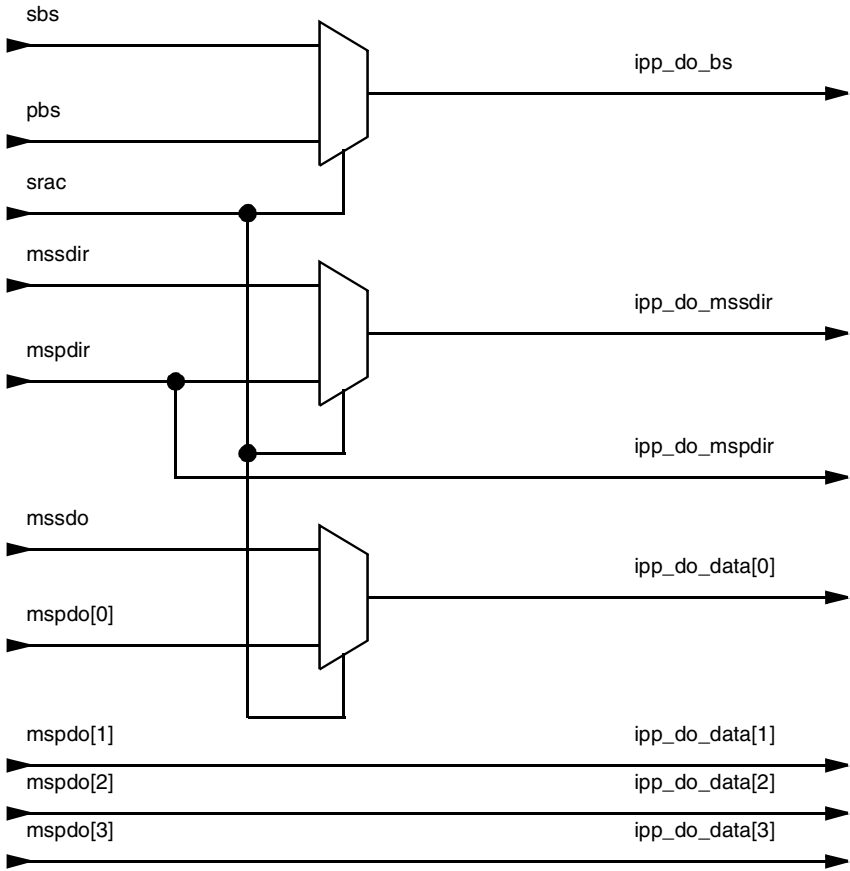 sbs
ipp_do_bs
pbs
srac
mssdir
ipp_do_mssdir
mspdir
ipp_do_mspdir
mssdo
ipp_do_data[0]
mspdo[0]
mspdo[1]
ipp_do_data[1]
mspdo[2]
ipp_do_data[2]
mspdo[3]
ipp_do_data[3]